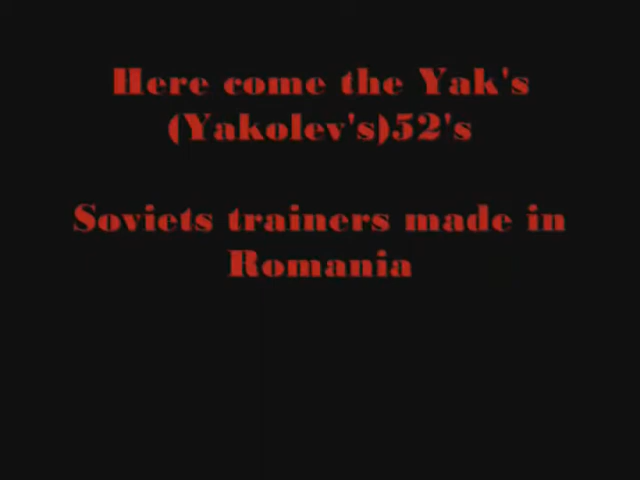 Here come the Yak's
(Yakolev's)52's
Soviets trainers made in
Romania